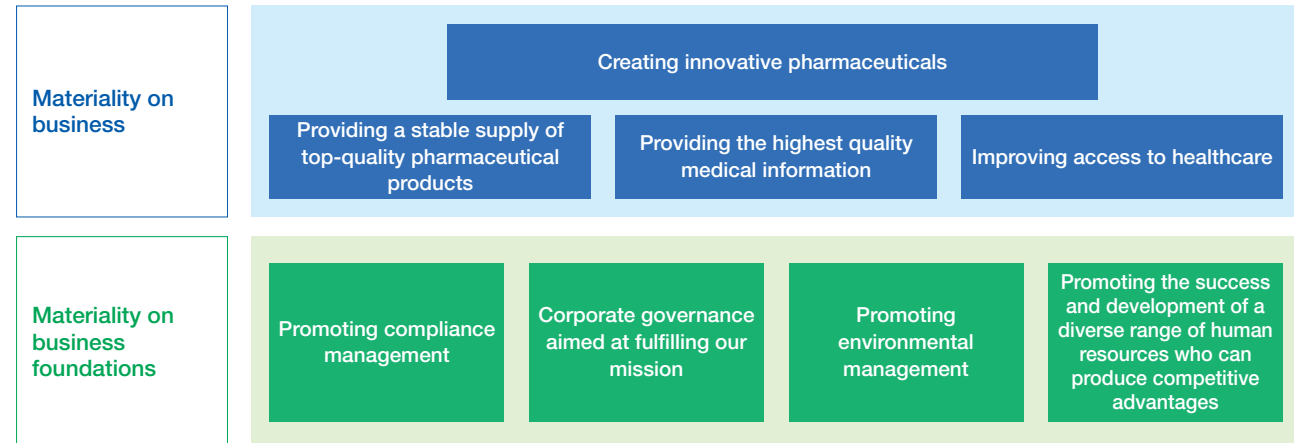 Materiality on
business
Creating innovative pharmaceuticals
Providing a stable supply of
top-quality pharmaceutical
products
Providing the highest quality
medical information
Improving access to healthcare
Materiality on
business
foundations
Promoting compliance
management
Corporate governance
aimed at fulfilling our
mission
Promoting
environmental
management
Promoting the success
and development of a
diverse range of human
resources who can
produce competitive
advantages